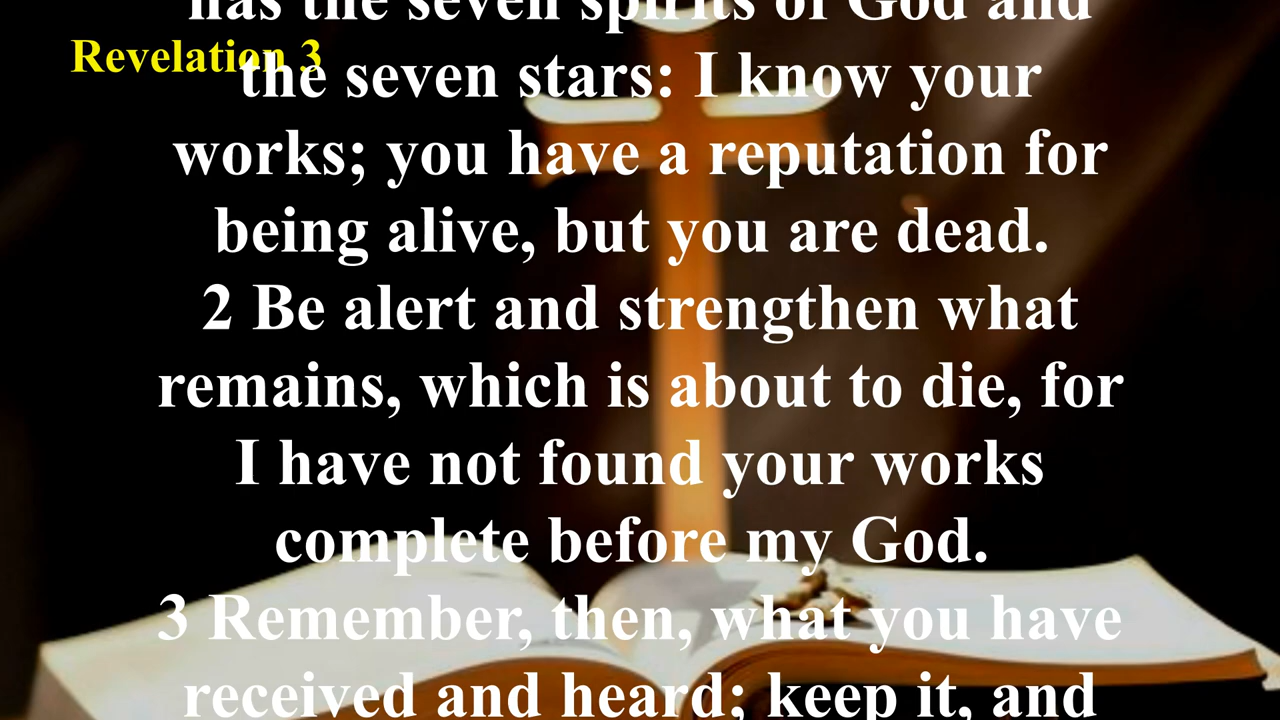 has the seven spirits of God and
Revelation 3
the seven stars: I know your
works; you have a reputation for
being alive, but you are dead.
2 Be alert and strengthen what
remains, which is about to die, for
I have not found your works
complete before my God.
3 Remember, then, what you have
received and heard; keep it, and